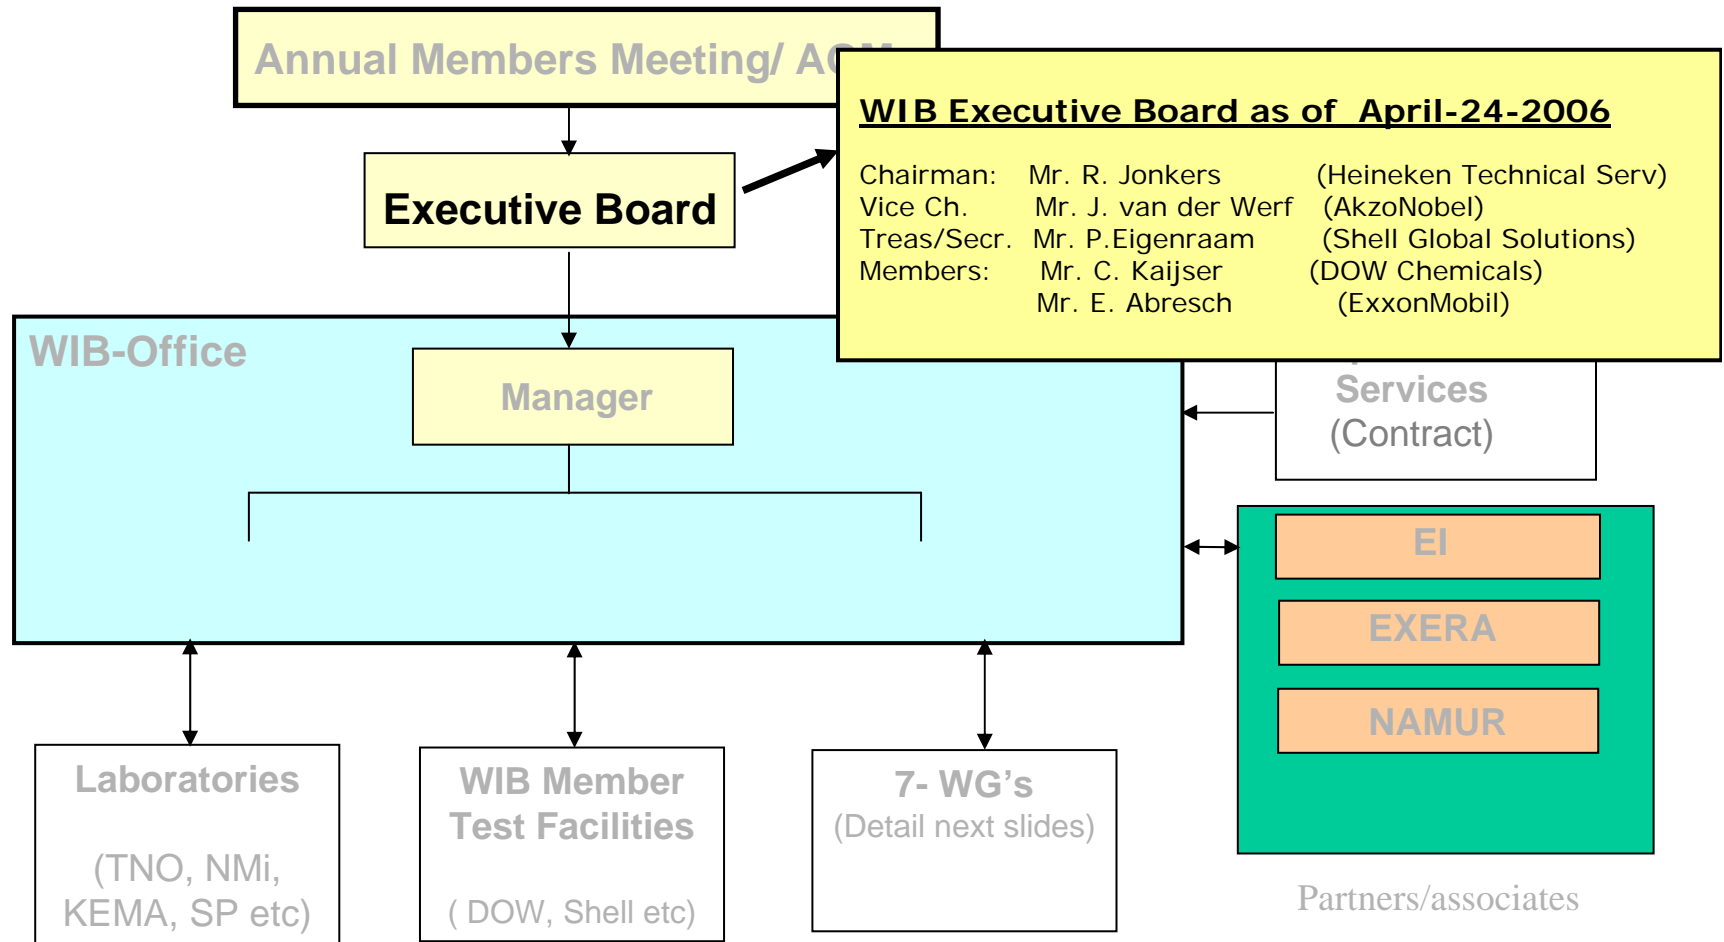 Annual Members Meeting/
WIB Executive Board as of April-24-2006
Chairman: Mr. R. Jonkers (Heineken Technical Serv)
Vice Ch. Mr. J. van der Werf (AkzoNobel)
Treas/Secr. Mr. P.Eigenraam (Shell Global Solutions)
Members: Mr. C. Kaijser (DOW Chemicals)
Mr. E. Abresch (ExxonMobil)
Executive Board
WIB-Office
Manager
Services
(Contract)
EI
EXERA
NAMUR
Partners/associates
Laboratories
(TNO, NMi,
KEMA, SP etc)
WIB Member
Test Facilities
( DOW, Shell etc)
7- WG's
(Detail next slides)